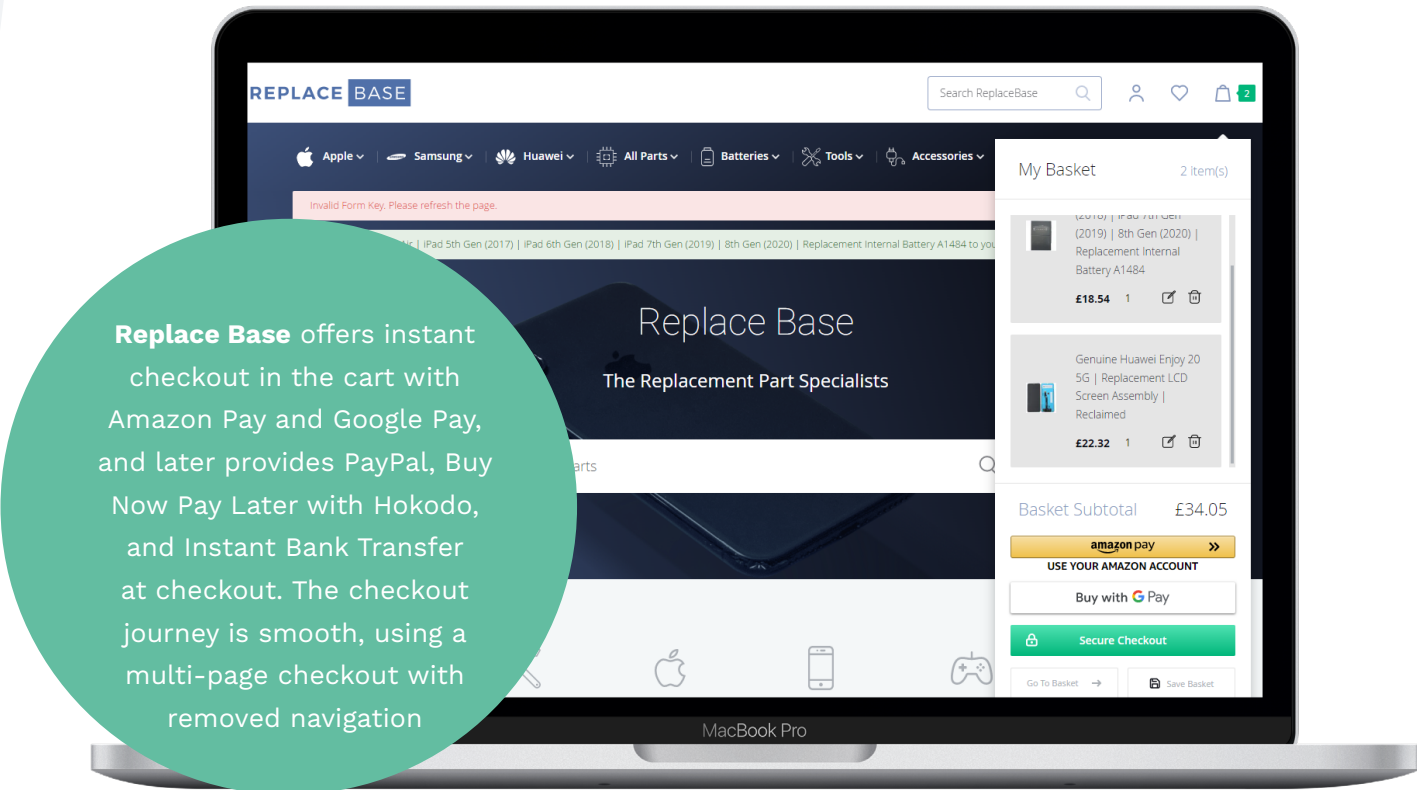 REPLACE BASE
Search ReplaceBase
2
Apple
Samsung
Huawei
All Parts
Batteries
Tools
Accessories
Invalid Form Key. Please refresh the page.
| iPad 5th Gen (2017) | iPad 6th Gen (2018) | iPad 7th Gen (2019) | 8th Gen (2020) | Replacement Internal Battery A1484 to you
Replace Base
The Replacement Part Specialists
arts
My Basket
2 Item(s)
(2018) | iPad 7th Gen
(2019) | 8th Gen (2020) |
Replacement Internal
Battery A1484
£18.54 1
Genuine Huawei Enjoy 20
5G | Replacement LCD
Screen Assembly |
Reclaimed
£22.32 1
Basket Subtotal £34.05
amazon pay
USE YOUR AMAZON ACCOUNT
Buy with G Pay
Secure Checkout
Go To Basket
Save Basket
Replace Base offers instant
checkout in the cart with
Amazon Pay and Google Pay,
and later provides PayPal, Buy
Now Pay Later with Hokodo,
and Instant Bank Transfer
at checkout. The checkout
journey is smooth, using a
multi-page checkout with
removed navigation
MacBook Pro